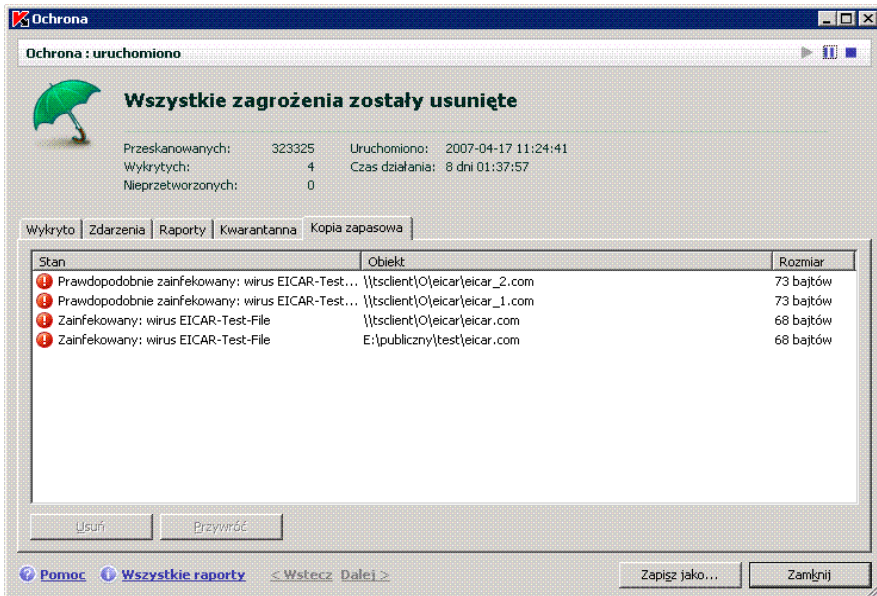 Ochrona
Ochrona : uruchomiono
Wszystkie zagrożenia zostały usunięte
Przeskanowanych: 323325 Uruchomiono: 2007-04-17 11:24:41
Wykrytych: 4 Czas działania: 8 dni 01:37:57
Nieprzetworzonych: 0
Wykryto Zdarzenia Raporty Kwarantanna Kopia zapasowa
Stan Obiekt Rozmiar
Prawdopodobnie zainfekowany: wirus EICAR-Test... \\tsclient\O\eicar\eicar_2.com 73 bajtów
Prawdopodobnie zainfekowany: wirus EICAR-Test... \\tsclient\O\eicar\eicar_1.com 73 bajtów
Zainfekowany: wirus EICAR-Test-File \\tsclient\O\eicar\eicar.com 68 bajtów
Zainfekowany: wirus EICAR-Test-File E:\publiczny\test\eicar.com 68 bajtów
Usuń Przywróć
Pomoc Wszystkie raporty < Wstecz Dalej > Zapisz jako... Zamknij